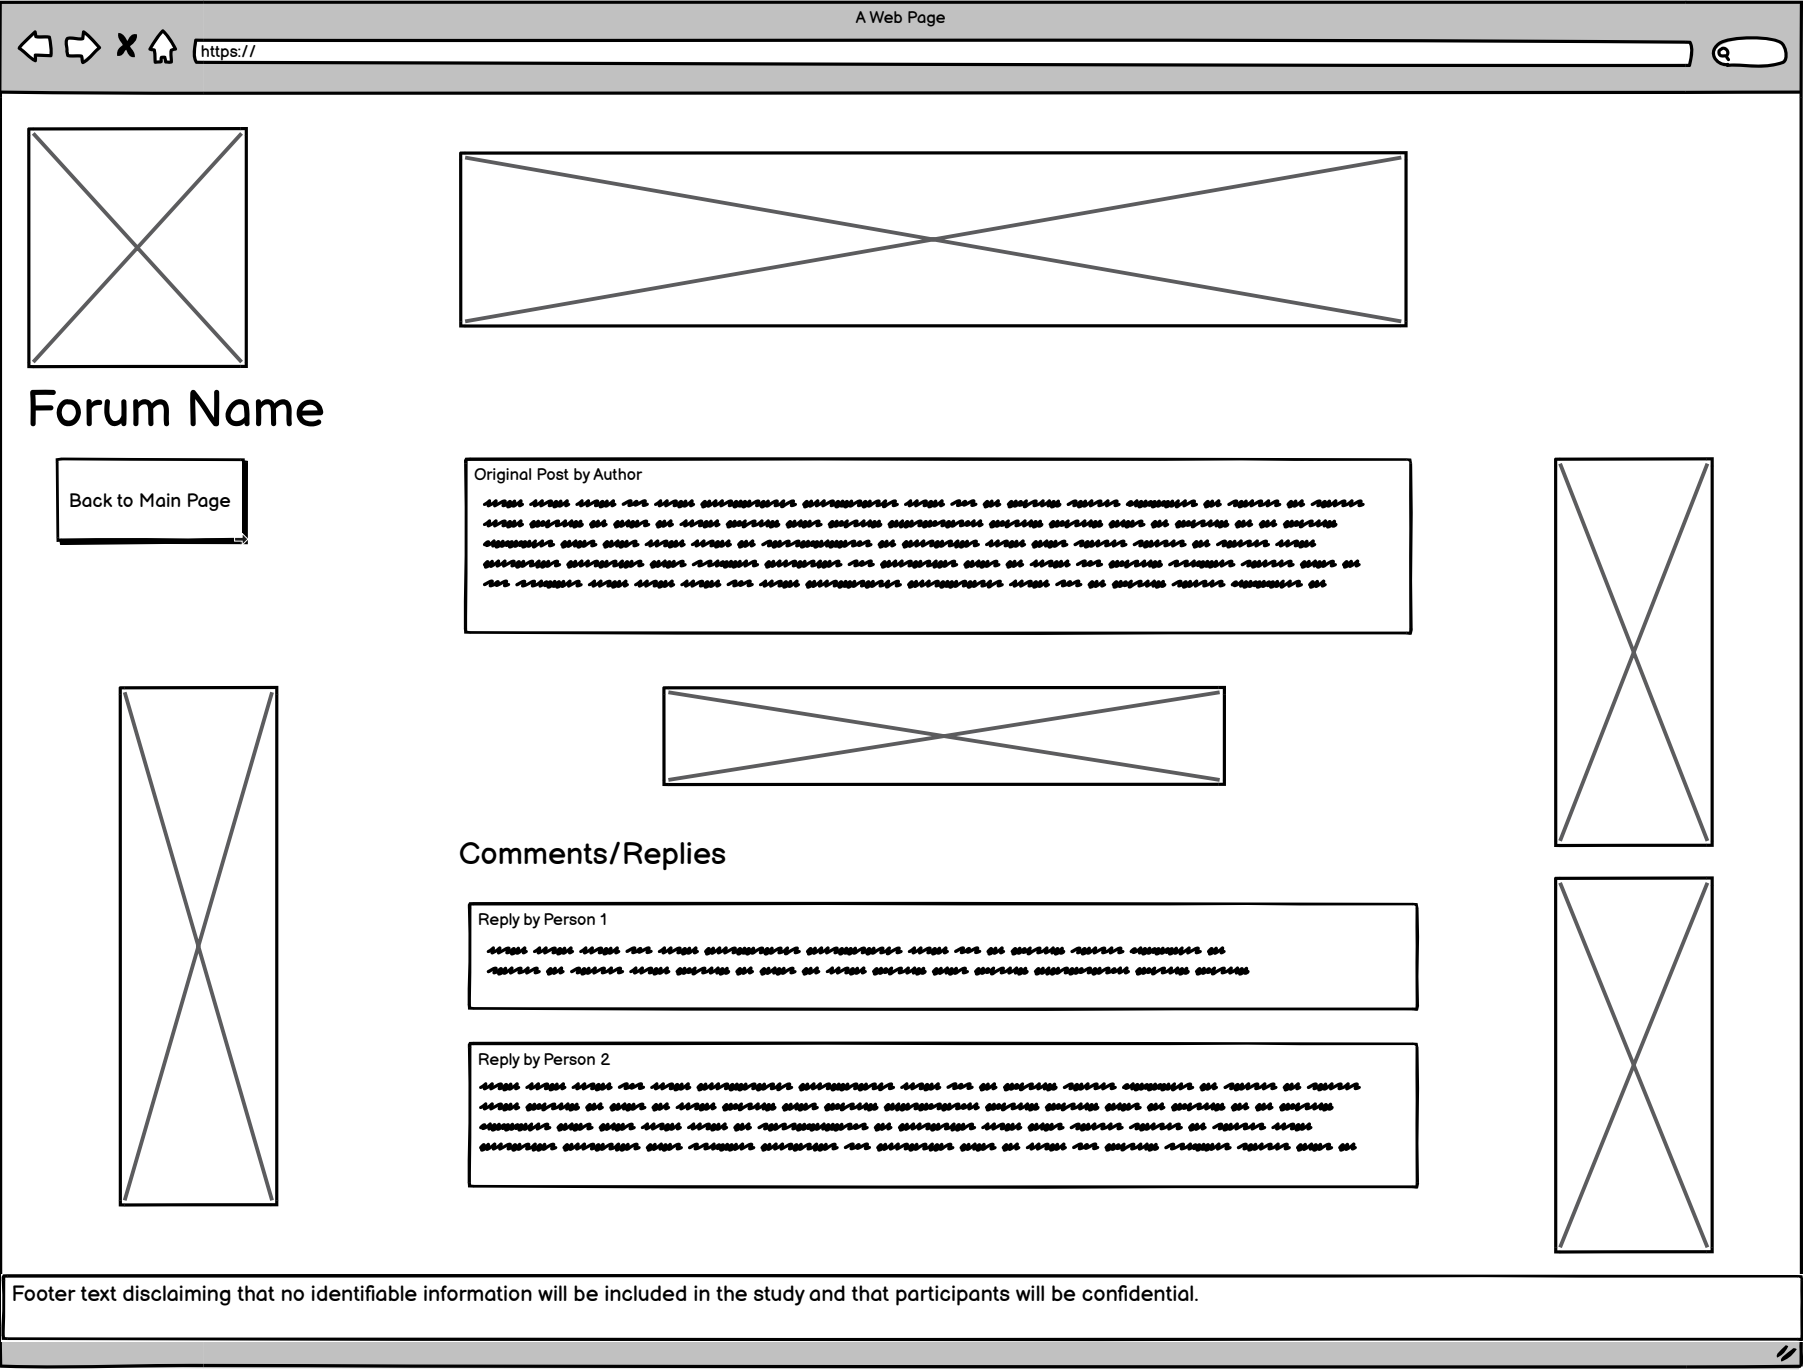 A Web Page
https://
Forum Name
Back to Main Page
Original Post by Author
Comments/Replies
Reply by Person 1
Reply by Person 2
Footer text disclaiming that no identifiable information will be included in the study and that participants will be confidential.